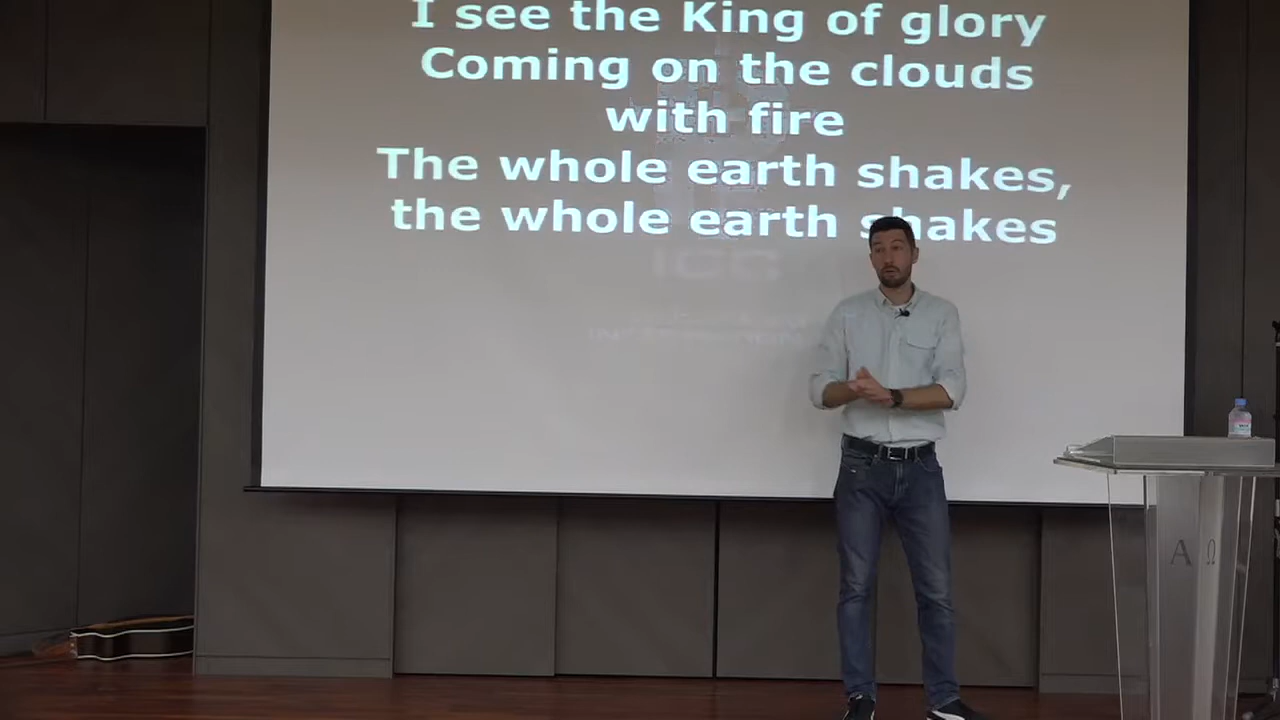 I see the King of glory
Coming on the clouds
with fire
The whole earth shakes,
the whole earth shakes
ICC
A Ω